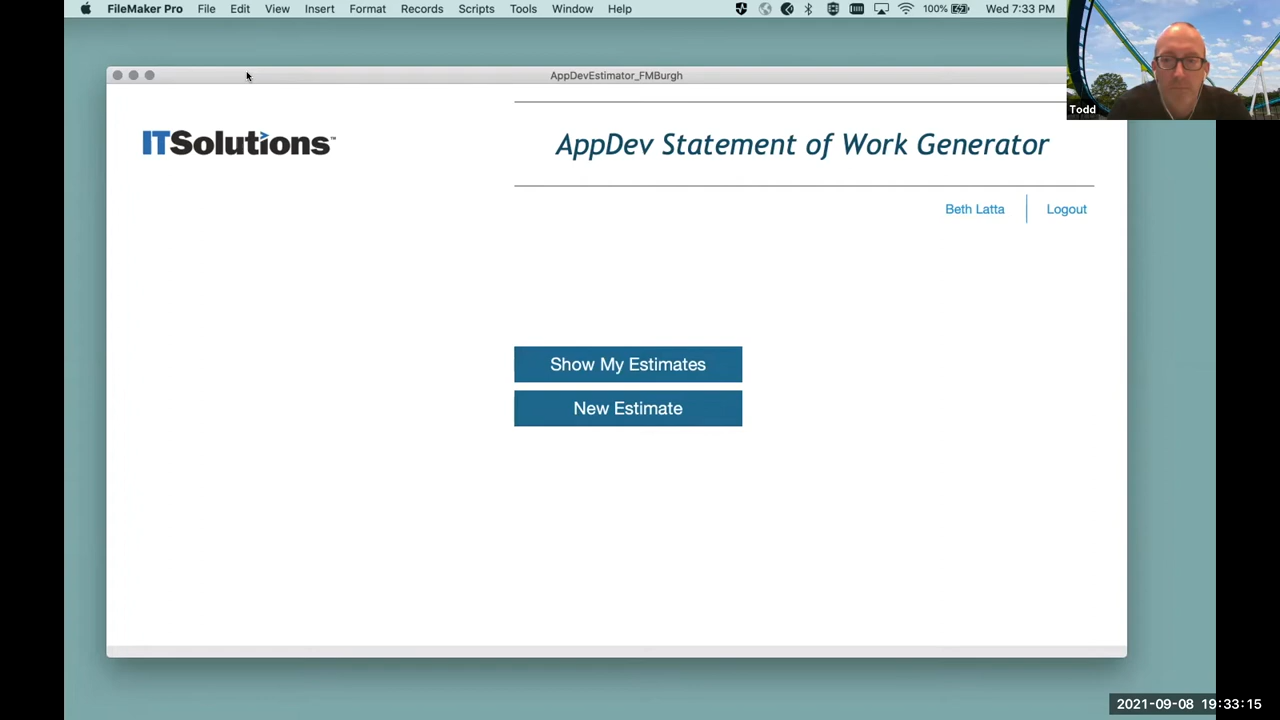 FileMaker Pro File Edit View Insert Format Records Scripts Tools Window Help 100% Wed 7:33 PM
Todd
AppDevEstimator_FMBurgh
ITSolutions™
AppDev Statement of Work Generator
Beth Latta Logout
Show My Estimates
New Estimate
2021-09-08 19:33:15